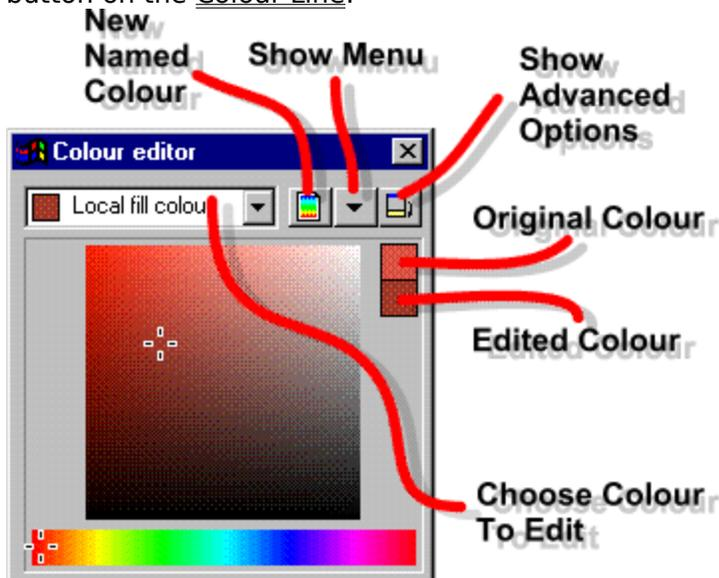 button on the Colour Line.
New
Named
Colour
Show Menu
Show
Advanced
Options
Colour editor
Local fill colou
Original Colour
Edited Colour
Choose Colour
To Edit